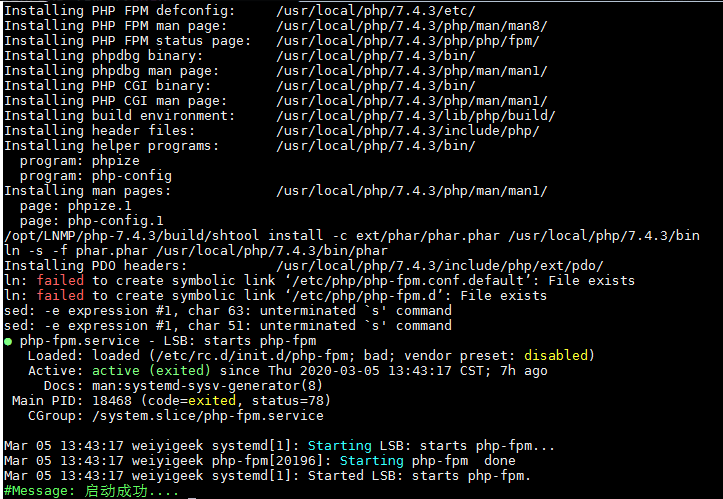 Installing PHP FPM defconfig:     /usr/local/php/7.4.3/etc/
Installing PHP FPM man page:      /usr/local/php/7.4.3/php/man/man8/
Installing PHP FPM status page:   /usr/local/php/7.4.3/php/php/fpm/
Installing phpdbg binary:         /usr/local/php/7.4.3/bin/
Installing phpdbg man page:       /usr/local/php/7.4.3/php/man/man1/
Installing PHP CGI binary:        /usr/local/php/7.4.3/bin/
Installing PHP CGI man page:      /usr/local/php/7.4.3/php/man/man1/
Installing build environment:     /usr/local/php/7.4.3/lib/php/build/
Installing header files:          /usr/local/php/7.4.3/include/php/
Installing helper programs:       /usr/local/php/7.4.3/bin/
  program: phpize
  program: php-config
Installing man pages:             /usr/local/php/7.4.3/php/man/man1/
  page: phpize.1
  page: php-config.1
/opt/LNMP/php-7.4.3/build/shtool install -c ext/phar/phar.phar /usr/local/php/7.4.3/bin
ln -s -f phar.phar /usr/local/php/7.4.3/bin/phar
Installing PDO headers:           /usr/local/php/7.4.3/include/php/ext/pdo/
ln: failed to create symbolic link ‘/etc/php/php-fpm.conf.default’: File exists
ln: failed to create symbolic link ‘/etc/php/php-fpm.d’: File exists
sed: -e expression #1, char 63: unterminated `s' command
sed: -e expression #1, char 51: unterminated `s' command
● php-fpm.service - LSB: starts php-fpm
   Loaded: loaded (/etc/rc.d/init.d/php-fpm; bad; vendor preset: disabled)
   Active: active (exited) since Thu 2020-03-05 13:43:17 CST; 7h ago
     Docs: man:systemd-sysv-generator(8)
 Main PID: 18468 (code=exited, status=78)
   CGroup: /system.slice/php-fpm.service
Mar 05 13:43:17 weiyigeek systemd[1]: Starting LSB: starts php-fpm...
Mar 05 13:43:17 weiyigeek php-fpm[20196]: Starting php-fpm  done
Mar 05 13:43:17 weiyigeek systemd[1]: Started LSB: starts php-fpm.
#Message: 启动成功....